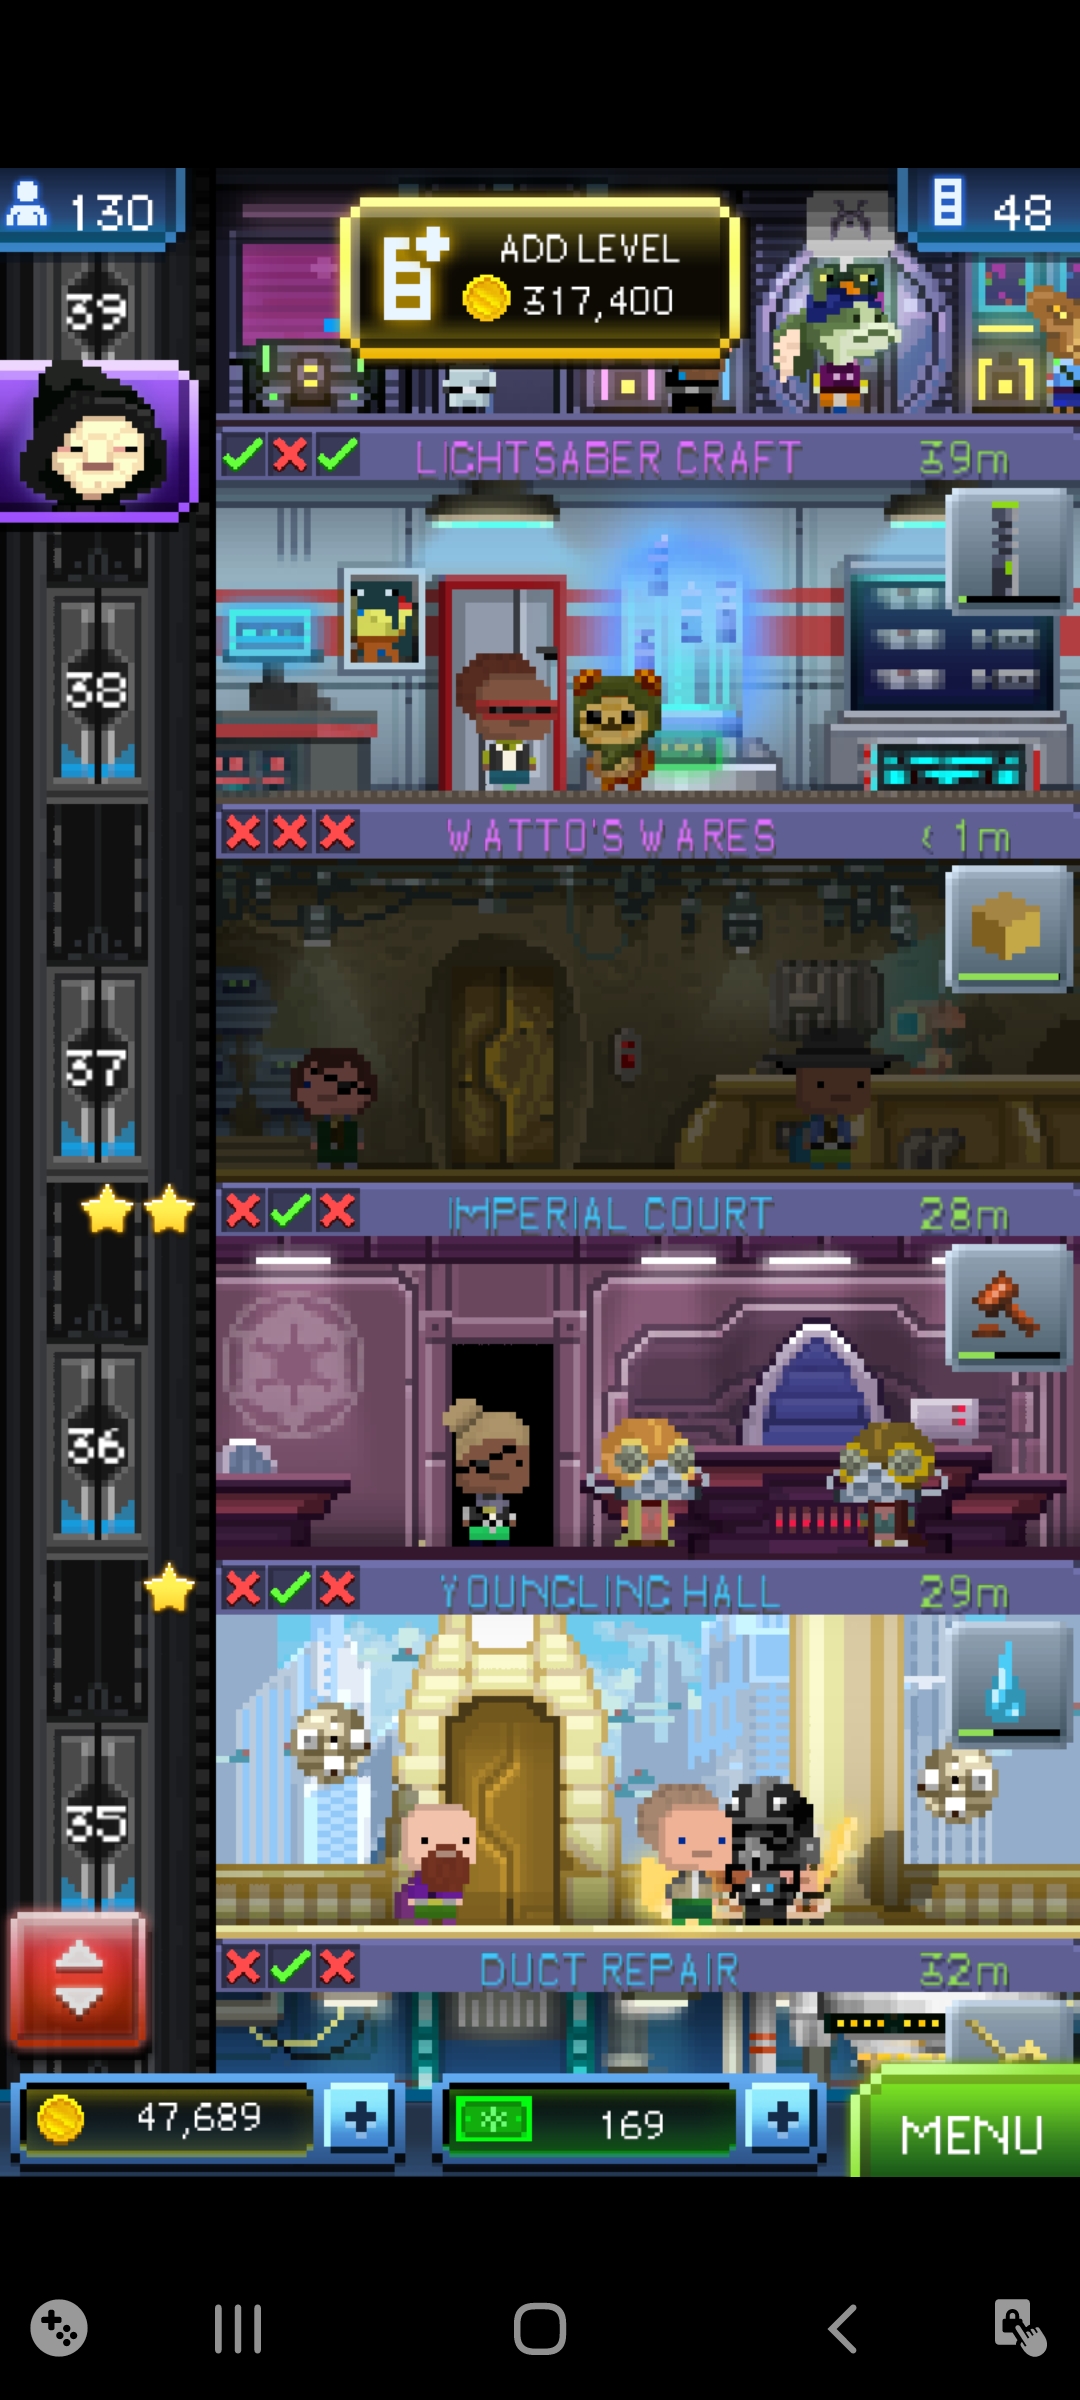 130
48
ADD LEVEL
317,400
39
LIGHTSABER CRAFT 39m
38
WATTO'S WARES < 1m
37
IMPERIAL COURT 28m
36
YOUNGLING HALL 29m
35
DUCT REPAIR 32m
47,689
169
MENU